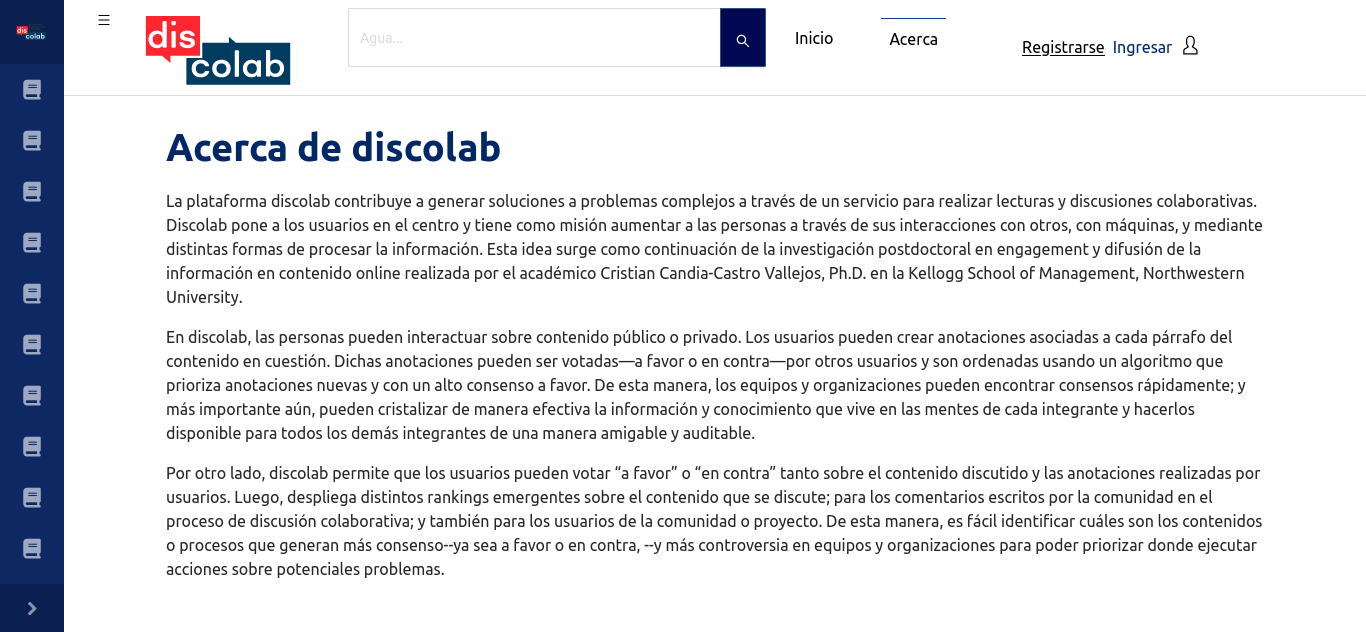 dis
colab
dis
colab
Agua...
Inicio
Acerca
Registrarse Ingresar
Acerca de discolab
La plataforma discolab contribuye a generar soluciones a problemas complejos a través de un servicio para realizar lecturas y discusiones colaborativas.
Discolab pone a los usuarios en el centro y tiene como misión aumentar a las personas a través de sus interacciones con otros, con máquinas, y mediante
distintas formas de procesar la información. Esta idea surge como continuación de la investigación postdoctoral en engagement y difusión de la
información en contenido online realizada por el académico Cristian Candia-Castro Vallejos, Ph.D. en la Kellogg School of Management, Northwestern
University.
En discolab, las personas pueden interactuar sobre contenido público o privado. Los usuarios pueden crear anotaciones asociadas a cada párrafo del
contenido en cuestión. Dichas anotaciones pueden ser votadas—a favor o en contra—por otros usuarios y son ordenadas usando un algoritmo que
prioriza anotaciones nuevas y con un alto consenso a favor. De esta manera, los equipos y organizaciones pueden encontrar consensos rápidamente; y
más importante aún, pueden cristalizar de manera efectiva la información y conocimiento que vive en las mentes de cada integrante y hacerlos
disponible para todos los demás integrantes de una manera amigable y auditable.
Por otro lado, discolab permite que los usuarios pueden votar “a favor” o “en contra” tanto sobre el contenido discutido y las anotaciones realizadas por
usuarios. Luego, despliega distintos rankings emergentes sobre el contenido que se discute; para los comentarios escritos por la comunidad en el
proceso de discusión colaborativa; y también para los usuarios de la comunidad o proyecto. De esta manera, es fácil identificar cuáles son los contenidos
o procesos que generan más consenso--ya sea a favor o en contra, --y más controversia en equipos y organizaciones para poder priorizar donde ejecutar
acciones sobre potenciales problemas.